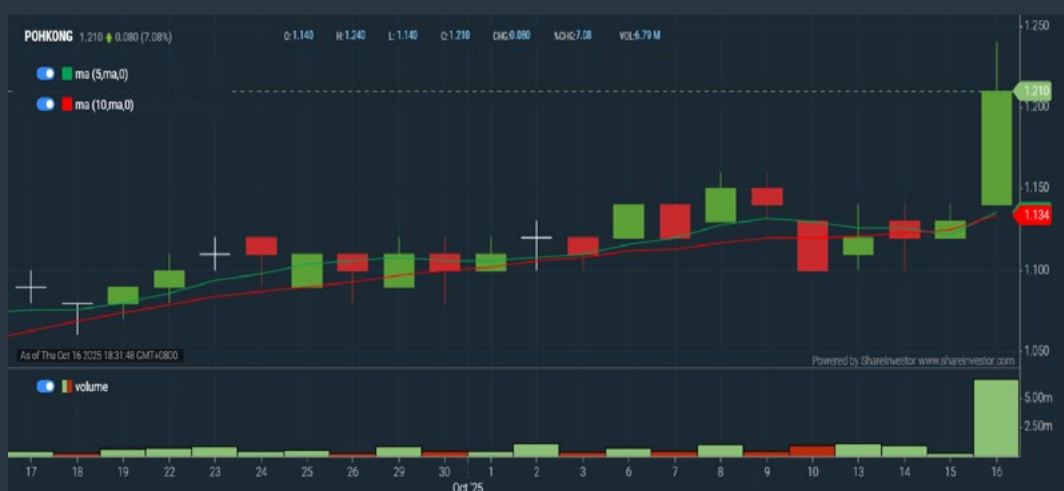 POHKONG 1.210 0.080 (7.08%) O: 1.140 H: 1.240 L: 1.140 C: 1.210 CHG:0.080 %CHG:7.08 VOL:6.79 M
1.250
ma (5,ma,0)
ma (10,ma,0)
1.210
1.200
1.150
1.134
1.100
1.050
As of Thu Oct 16 2025 18:31:48 GMT+0800
Powered by ShareInvestor www.shareinvestor.com
volume
5.00m
2.50m
17 18 19 22 23 24 25 26 29 30 1 2 3 6 7 8 9 10 13 14 15 16
Oct '25